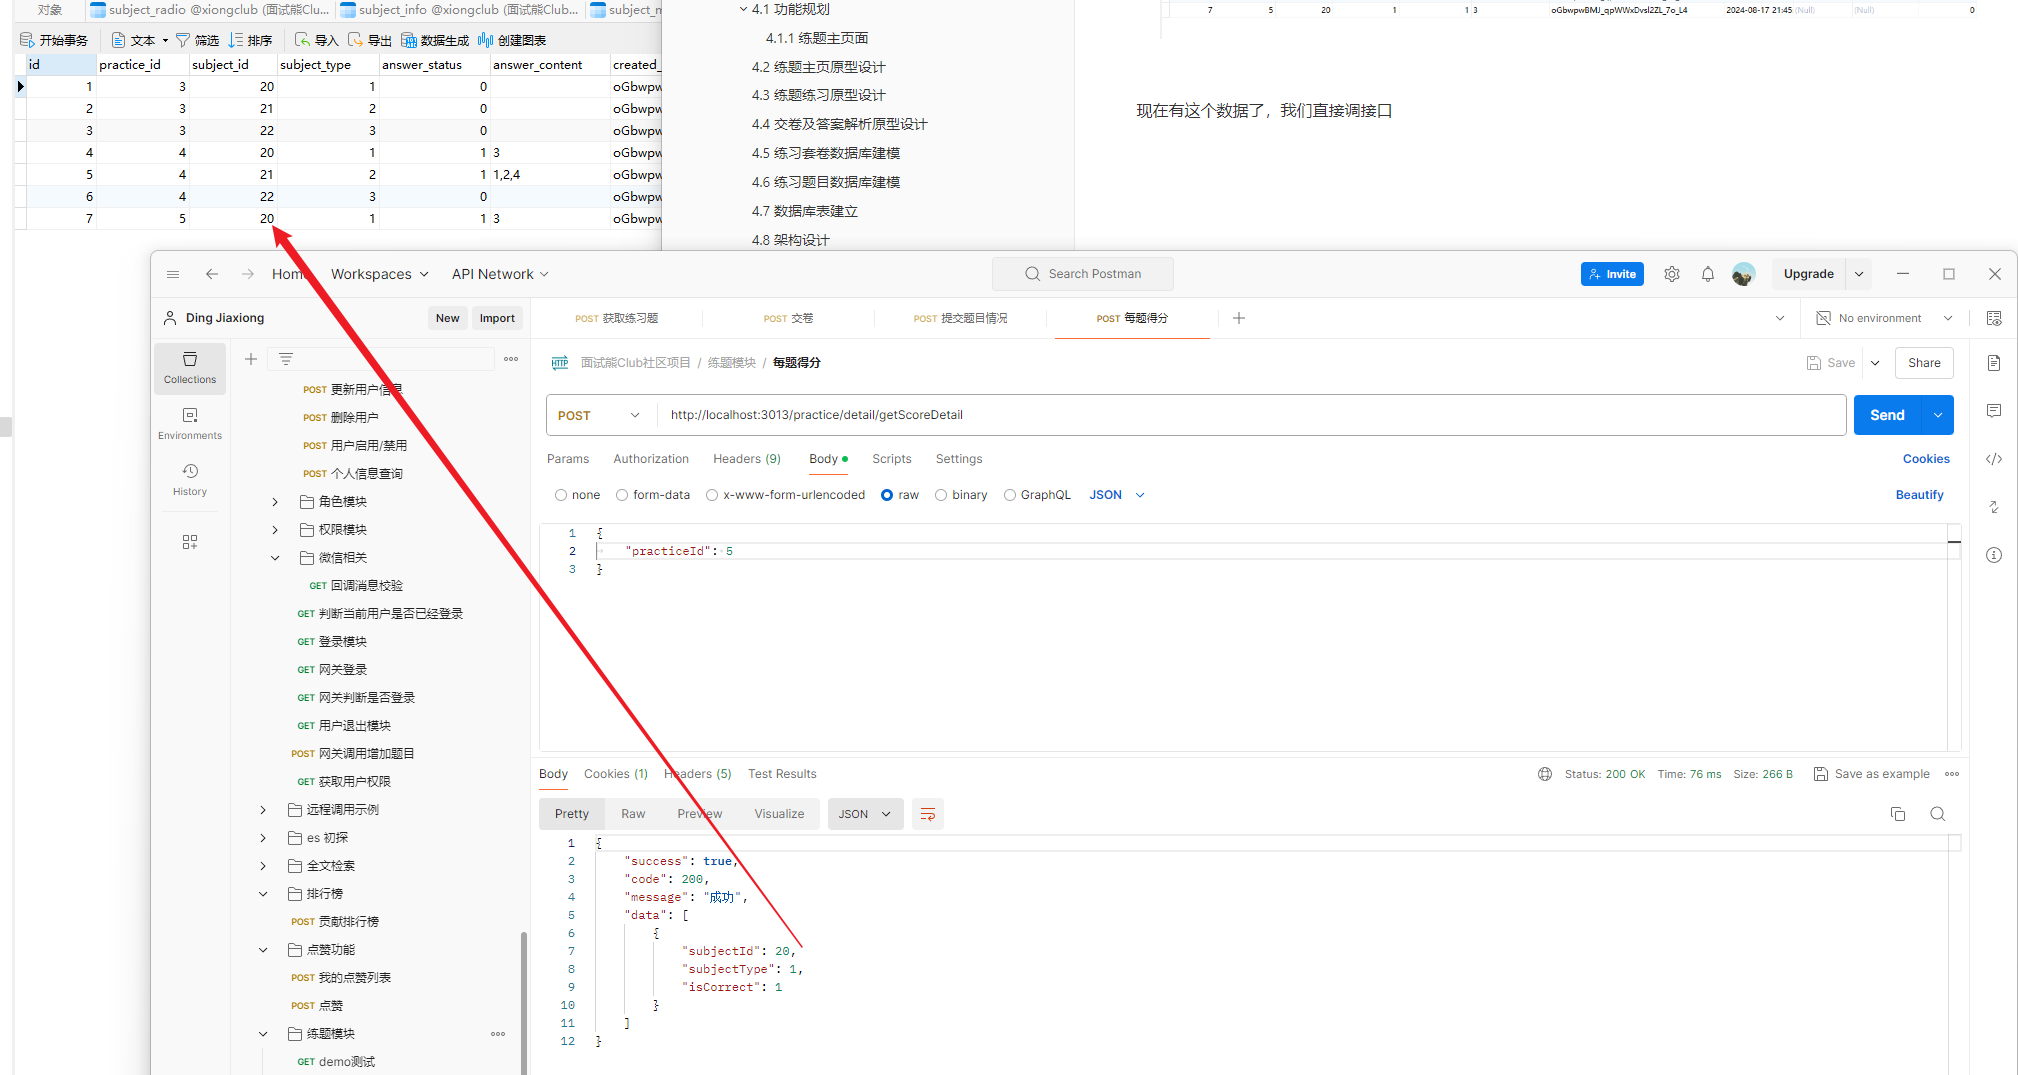 对象 subject_radio @xiongclub (面试熊Clu... subject_info @xiongclub (面试熊Club... subject_m
开始事务 文本 筛选 排序 导入 导出 数据生成 创建图表
id practice_id subject_id subject_type answer_status answer_content created_
1 3 20 1 0 oGbwpw
2 3 21 2 0 oGbwpw
3 3 22 3 0 oGbwpw
4 4 20 1 1 3 oGbwpw
5 4 21 2 1 1,2,4 oGbwpw
6 4 22 3 0 oGbwpw
7 5 20 1 1 3 oGbwpw
4.1 功能规划
4.1.1 练题主页面
4.2 练题主页原型设计
4.3 练题练习原型设计
4.4 交卷及答案解析原型设计
4.5 练习套卷数据库建模
4.6 练习题目数据库建模
4.7 数据库表建立
4.8 架构设计
7 5 20 1 1 3 oGbwpwBMJ_qpWWxDvsl2ZL_7o_L4 2024-08-17 21:45 (Null) (Null) 0
现在有这个数据了，我们直接调接口
Home Workspaces API Network Search Postman Invite Upgrade
Ding Jiaxiong New Import
POST 获取练习题 POST 交卷 POST 提交题目情况 POST 每题得分 No environment
Collections
Environments
History
POST 更新用户信息
POST 删除用户
POST 用户启用/禁用
POST 个人信息查询
角色模块
权限模块
微信相关
GET 回调消息校验
GET 判断当前用户是否已经登录
GET 登录模块
GET 网关登录
GET 网关判断是否登录
GET 用户退出模块
POST 网关调用增加题目
GET 获取用户权限
远程调用示例
es 初探
全文检索
排行榜
POST 贡献排行榜
点赞功能
POST 我的点赞列表
POST 点赞
练题模块
GET demo测试
HTTP 面试熊Club社区项目 / 练题模块 / 每题得分 Save Share
POST http://localhost:3013/practice/detail/getScoreDetail Send
Params Authorization Headers (9) Body Scripts Settings Cookies
none form-data x-www-form-urlencoded raw binary GraphQL JSON Beautify
1 {
2 "practiceId": 5
3 }
Body Cookies (1) Headers (5) Test Results Status: 200 OK Time: 76 ms Size: 266 B Save as example
Pretty Raw Preview Visualize JSON
1 {
2 "success": true,
3 "code": 200,
4 "message": "成功",
5 "data": [
6 {
7 "subjectId": 20,
8 "subjectType": 1,
9 "isCorrect": 1
10 }
11 ]
12 }